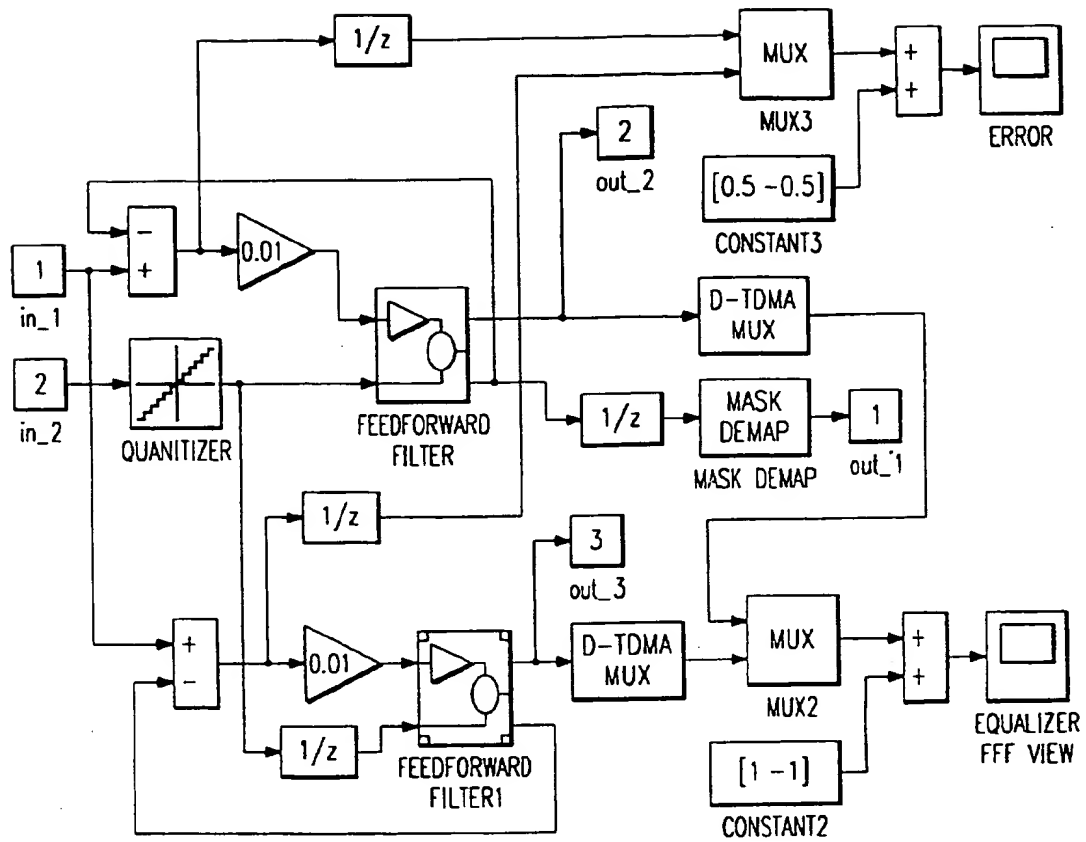 1/z
MUX
MUX3
+
+
ERROR
2
out_2
[0.5 -0.5]
CONSTANT3
1
in_1
−
+
0.01
D-TDMA
MUX
2
in_2
QUANITIZER
FEEDFORWARD
FILTER
1/z
MASK
DEMAP
MASK DEMAP
1
out_1
1/z
3
out_3
+
−
0.01
FEEDFORWARD
FILTER1
1/z
D-TDMA
MUX
MUX
MUX2
+
+
EQUALIZER
FFF VIEW
[1 -1]
CONSTANT2